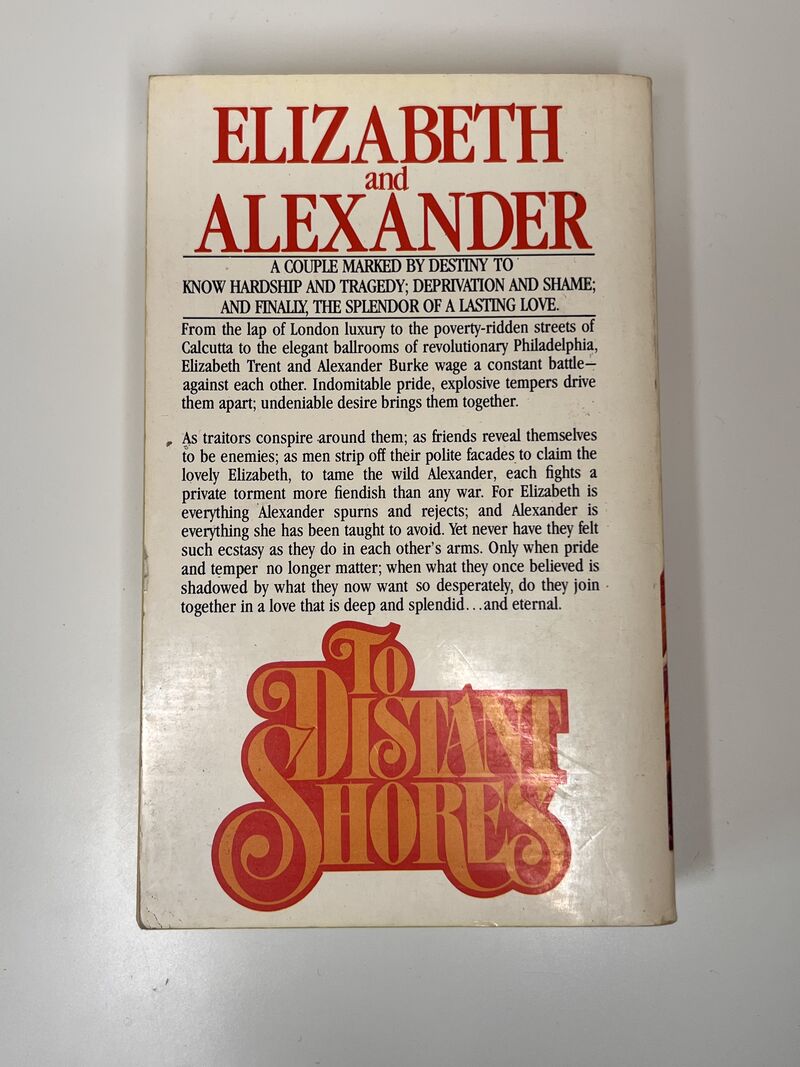 ELIZABETH
and
ALEXANDER
A COUPLE MARKED BY DESTINY TO
KNOW HARDSHIP AND TRAGEDY; DEPRIVATION AND SHAME;
AND FINALLY, THE SPLENDOR OF A LASTING LOVE.
From the lap of London luxury to the poverty-ridden streets of
Calcutta to the elegant ballrooms of revolutionary Philadelphia,
Elizabeth Trent and Alexander Burke wage a constant battle—
against each other. Indomitable pride, explosive tempers drive
them apart; undeniable desire brings them together.
As traitors conspire around them; as friends reveal themselves
to be enemies; as men strip off their polite facades to claim the
lovely Elizabeth, to tame the wild Alexander, each fights a
private torment more fiendish than any war. For Elizabeth is
everything Alexander spurns and rejects; and Alexander is
everything she has been taught to avoid. Yet never have they felt
such ecstasy as they do in each other's arms. Only when pride
and temper no longer matter; when what they once believed is
shadowed by what they now want so desperately, do they join
together in a love that is deep and splendid...and eternal.
TO
DISTANT
SHORES